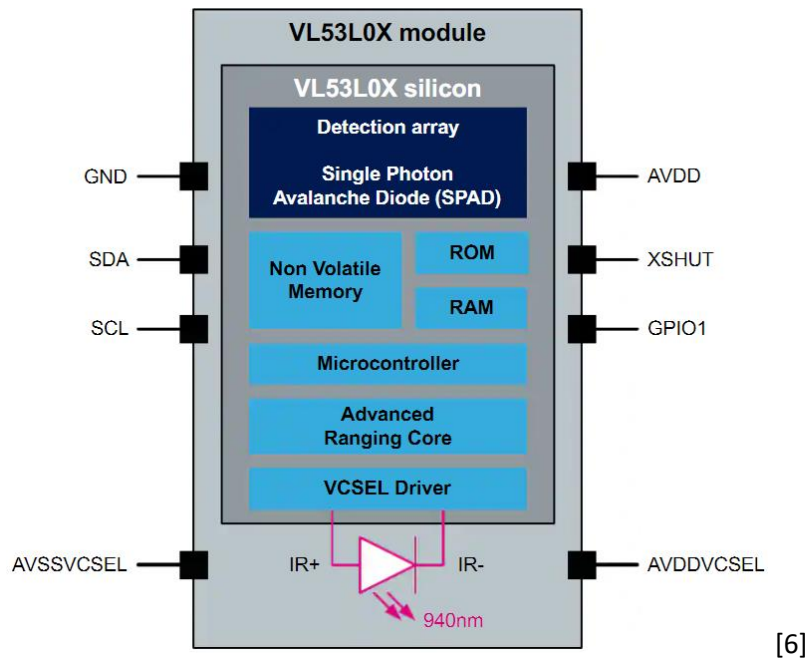 VL53L0X module
VL53L0X silicon
Detection array
Single Photon
Avalanche Diode (SPAD)
GND
AVDD
SDA
XSHUT
Non Volatile
Memory
ROM
RAM
SCL
GPIO1
Microcontroller
Advanced
Ranging Core
VCSEL Driver
AVSSVCSEL
IR+
IR-
AVDDVCSEL
940nm
[6]